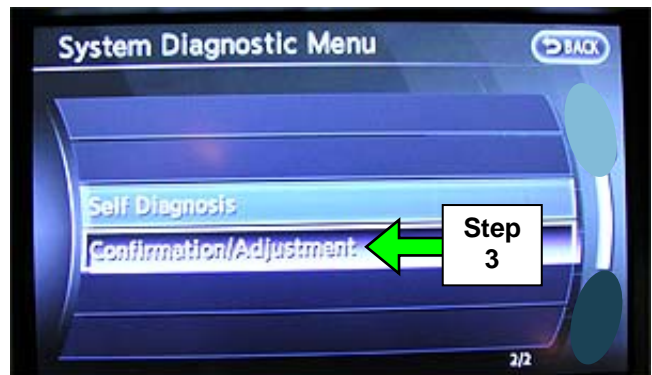 System Diagnostic Menu
BACK
Self Diagnosis
Confirmation/Adjustment
Step
3
2/2